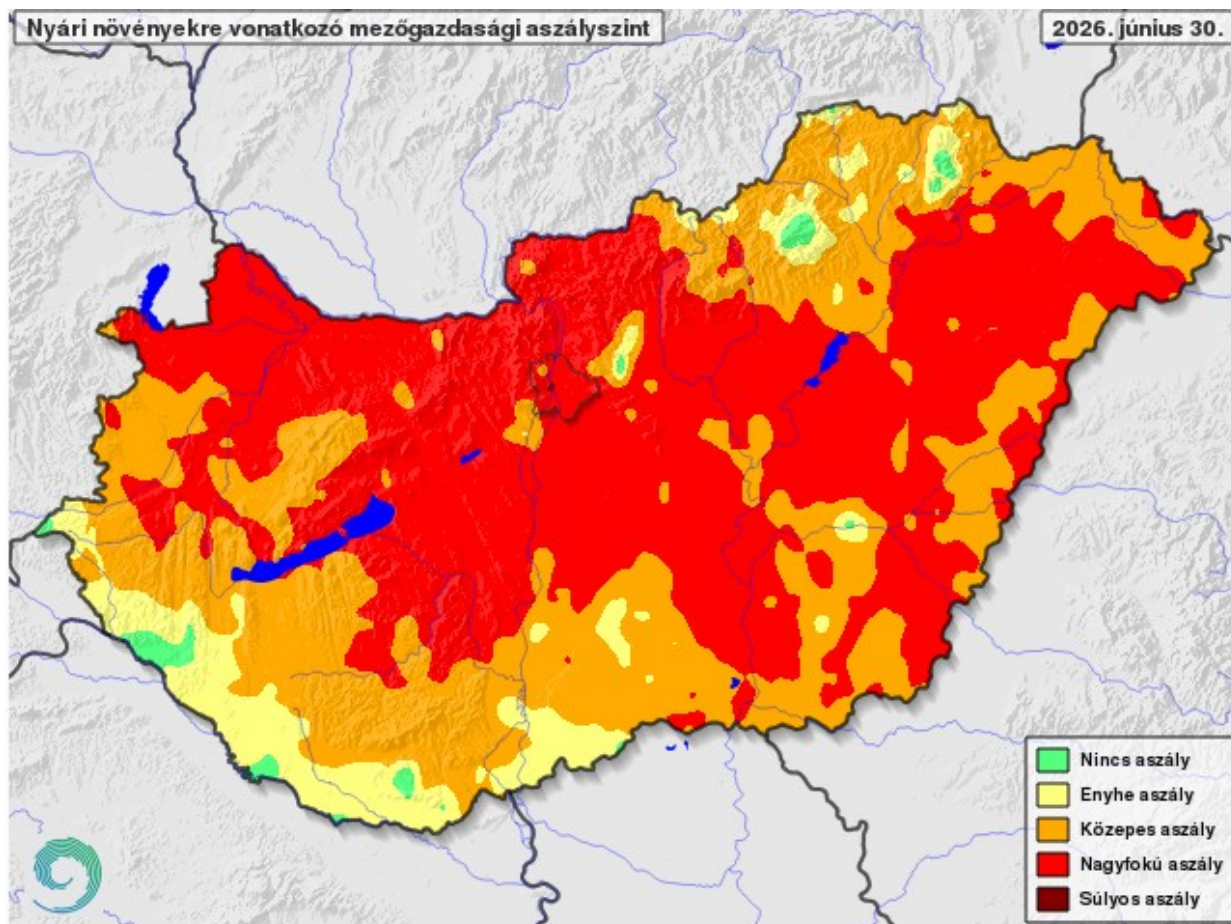 Nyári növényekre vonatkozó mezőgazdasági aszályszint
2026. június 30.
Nincs aszály
Enyhe aszály
Közepes aszály
Nagyfokú aszály
Súlyos aszály